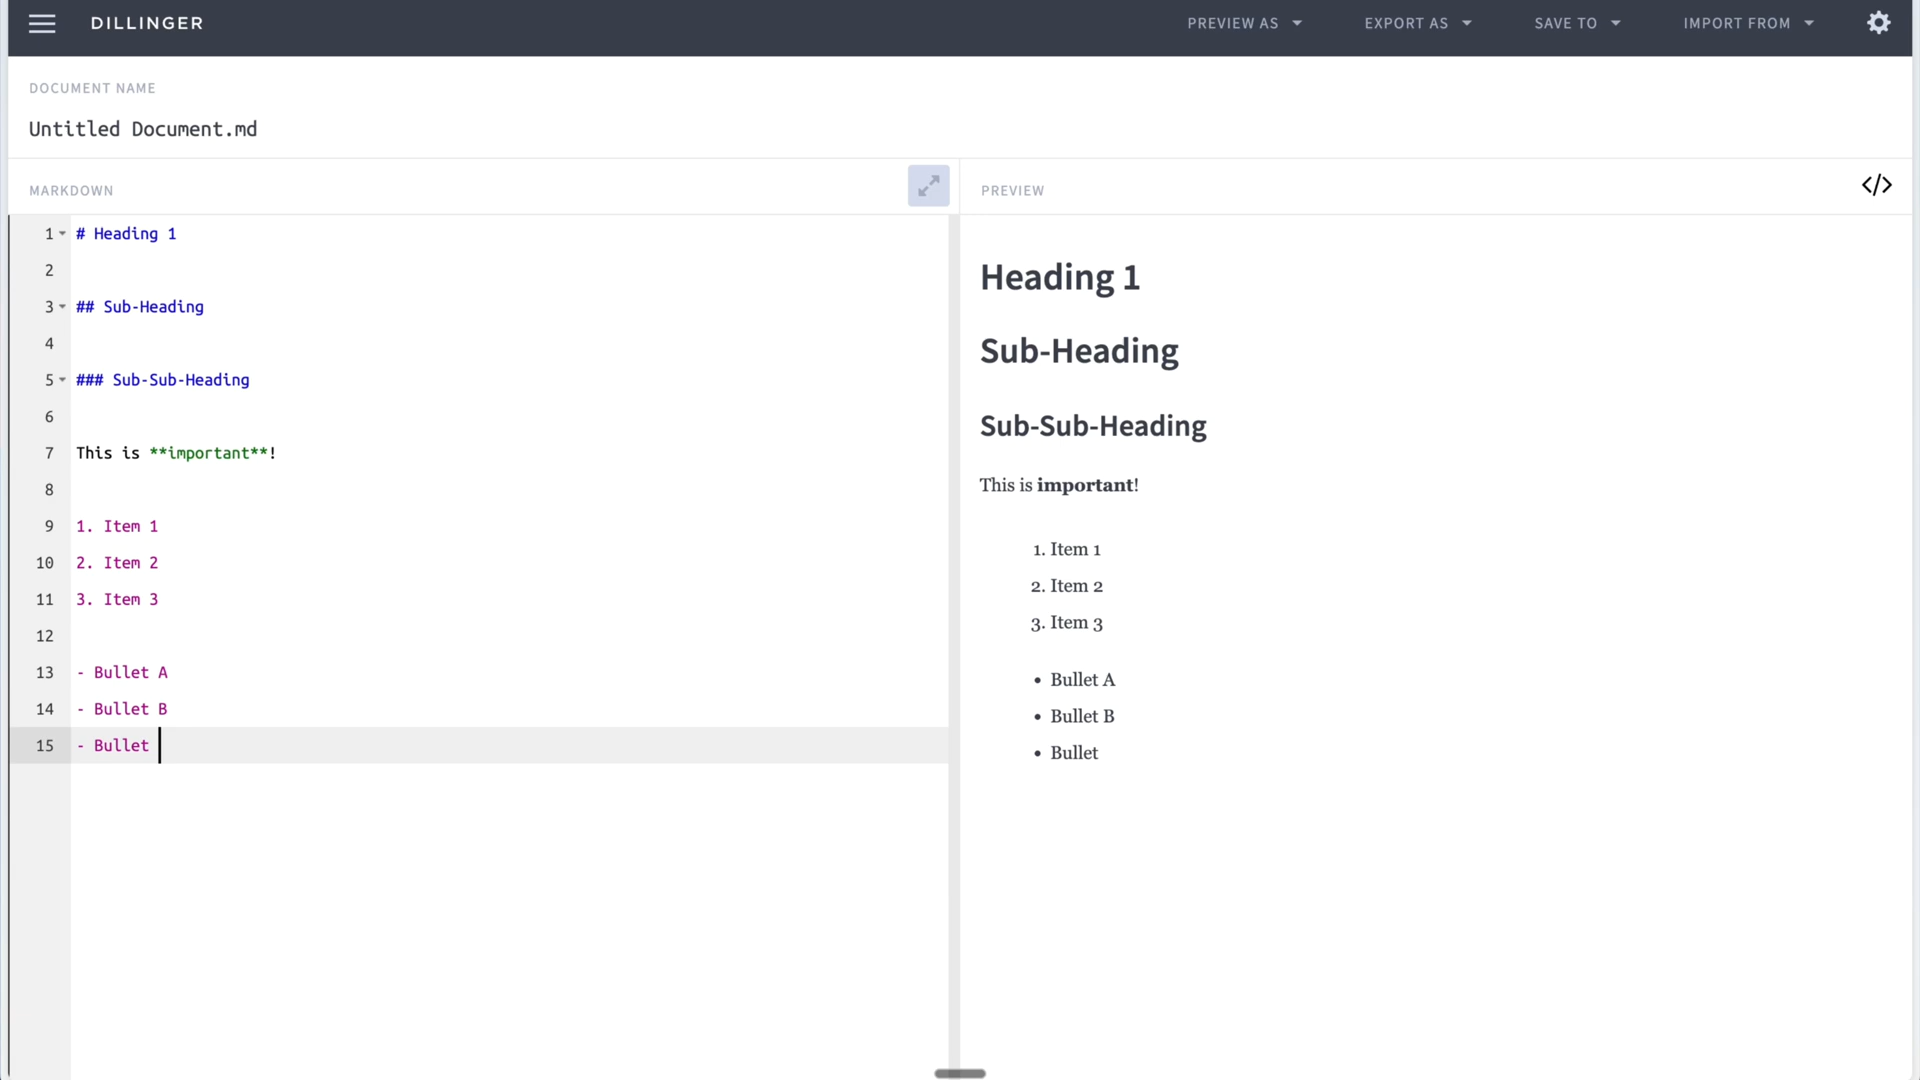 DILLINGER PREVIEW AS EXPORT AS SAVE TO IMPORT FROM
DOCUMENT NAME
Untitled Document.md
MARKDOWN
1 # Heading 1
2
3 ## Sub-Heading
4
5 ### Sub-Sub-Heading
6
7 This is **important**!
8
9 1. Item 1
10 2. Item 2
11 3. Item 3
12
13 - Bullet A
14 - Bullet B
15 - Bullet
PREVIEW </>
Heading 1
Sub-Heading
Sub-Sub-Heading
This is important!
1. Item 1
2. Item 2
3. Item 3
• Bullet A
• Bullet B
• Bullet